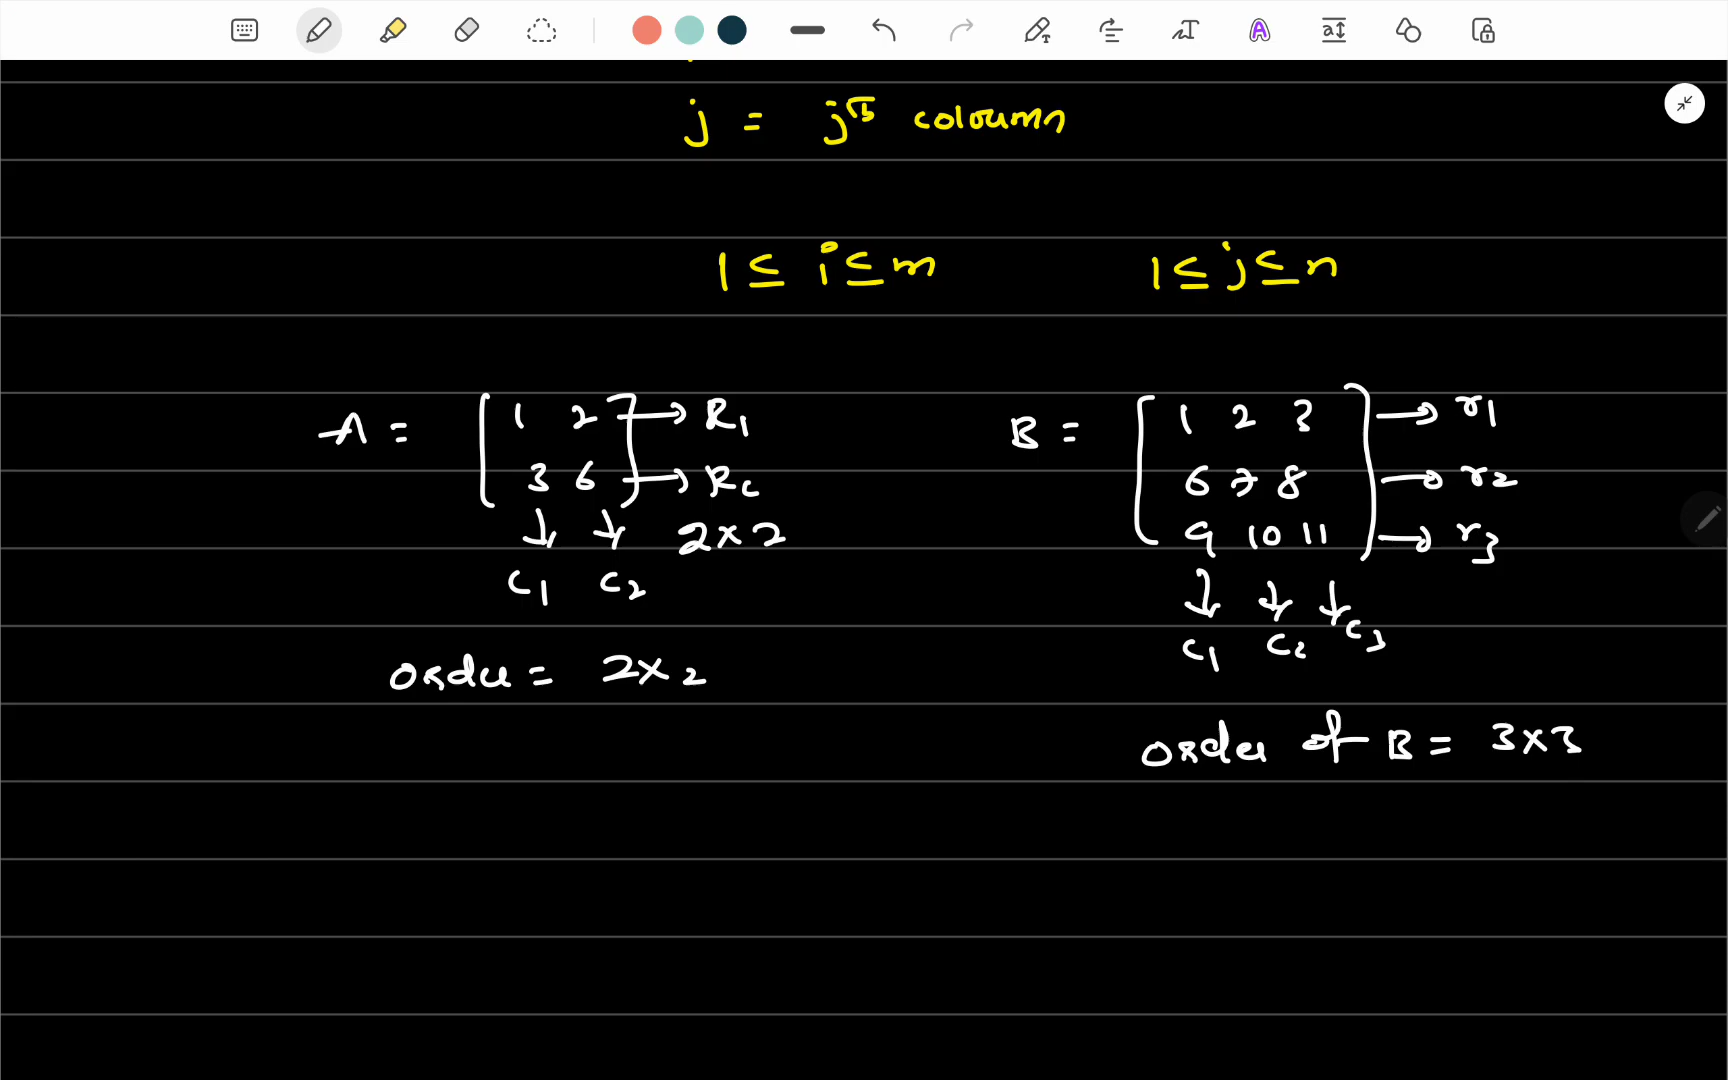 j = jth coloumn
1 ≤ i ≤ m 1 ≤ j ≤ n
A = [ 1 2 ] → R1
3 6 → R2
↓ ↓ 2×2
C1 C2
order = 2×2
B = [ 1 2 3 ] → r1
6 7 8 → r2
9 10 11 → r3
↓ ↓ ↓
C1 C2 C3
order of B = 3×3